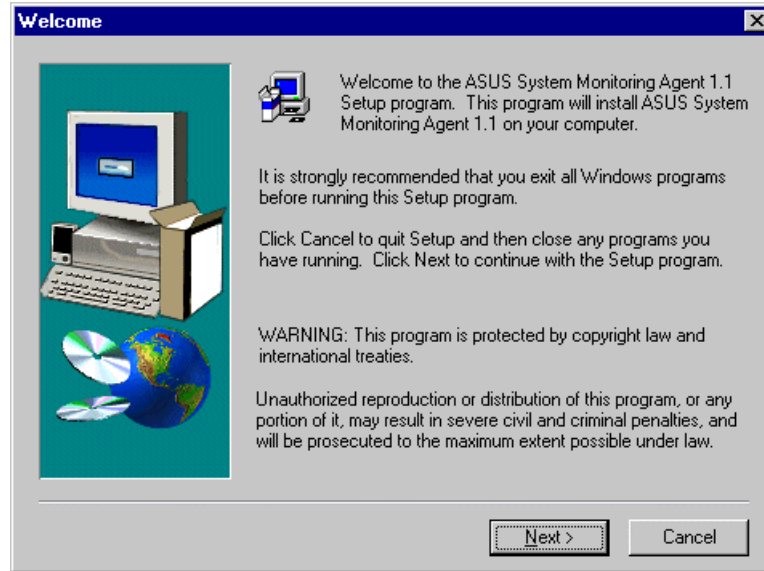 Welcome
Welcome to the ASUS System Monitoring Agent 1.1
Setup program.  This program will install ASUS System
Monitoring Agent 1.1 on your computer.
It is strongly recommended that you exit all Windows programs
before running this Setup program.
Click Cancel to quit Setup and then close any programs you
have running.  Click Next to continue with the Setup program.
WARNING: This program is protected by copyright law and
international treaties.
Unauthorized reproduction or distribution of this program, or any
portion of it, may result in severe civil and criminal penalties, and
will be prosecuted to the maximum extent possible under law.
Next >
Cancel